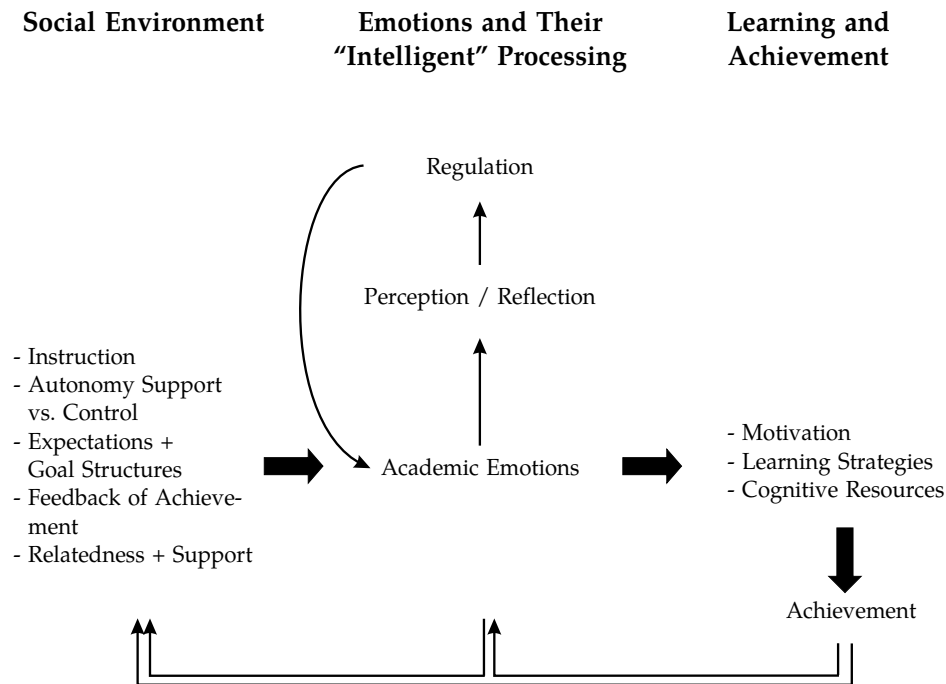 Social Environment
Emotions and Their
“Intelligent” Processing
Learning and
Achievement
Regulation
Perception / Reflection
- Instruction
- Autonomy Support
vs. Control
- Expectations +
Goal Structures
- Feedback of Achieve-
ment
- Relatedness + Support
Academic Emotions
- Motivation
- Learning Strategies
- Cognitive Resources
Achievement